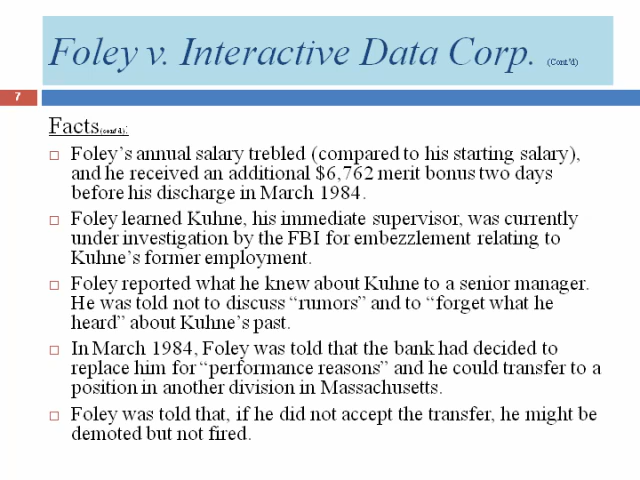 Foley v. Interactive Data Corp. (Cont.'d)
7
Facts(cont'd.):
Foley's annual salary trebled (compared to his starting salary),
and he received an additional $6,762 merit bonus two days
before his discharge in March 1984.
Foley learned Kuhne, his immediate supervisor, was currently
under investigation by the FBI for embezzlement relating to
Kuhne's former employment.
Foley reported what he knew about Kuhne to a senior manager.
He was told not to discuss “rumors” and to “forget what he
heard” about Kuhne's past.
In March 1984, Foley was told that the bank had decided to
replace him for “performance reasons” and he could transfer to a
position in another division in Massachusetts.
Foley was told that, if he did not accept the transfer, he might be
demoted but not fired.